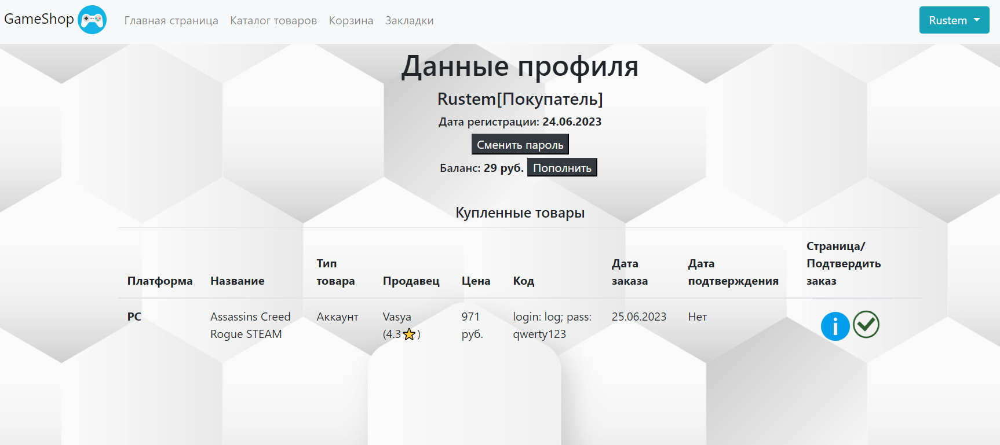 GameShop Главная страница Каталог товаров Корзина Закладки Rustem
Данные профиля
Rustem[Покупатель]
Дата регистрации: 24.06.2023
Сменить пароль
Баланс: 29 руб. Пополнить
Купленные товары
Платформа Название Тип товара Продавец Цена Код Дата заказа Дата подтверждения Страница/ Подтвердить заказ
PC Assassins Creed Rogue STEAM Аккаунт Vasya (4.3⭐) 971 руб. login: log; pass: qwerty123 25.06.2023 Нет